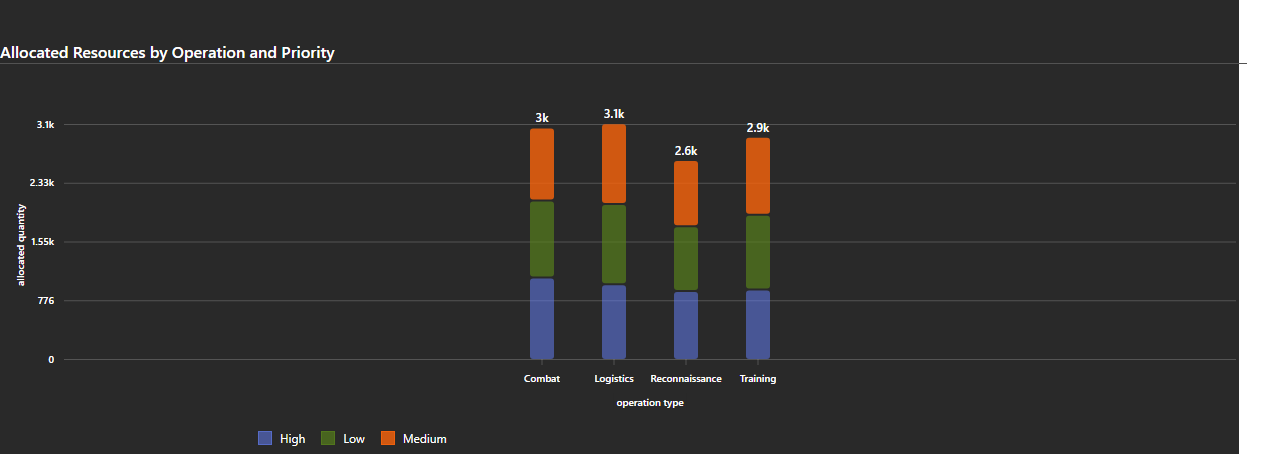 Allocated Resources by Operation and Priority
3k
3.1k
2.6k
2.9k
3.1k
2.33k
1.55k
776
0
allocated quantity
Combat Logistics Reconnaissance Training
operation type
High Low Medium